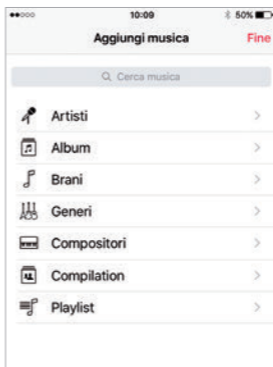 10:09
50%
Aggiungi musica
Fine
Cerca musica
Artisti
Album
Brani
Generi
Compositori
Compilation
Playlist